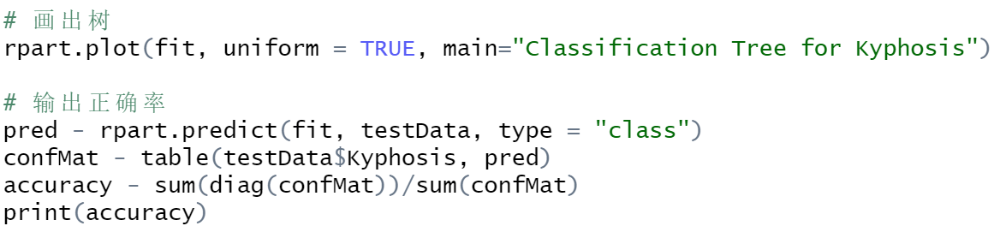 # 画出树
rpart.plot(fit, uniform = TRUE, main="Classification Tree for Kyphosis")
# 输出正确率
pred - rpart.predict(fit, testData, type = "class")
confMat - table(testData$Kyphosis, pred)
accuracy - sum(diag(confMat))/sum(confMat)
print(accuracy)